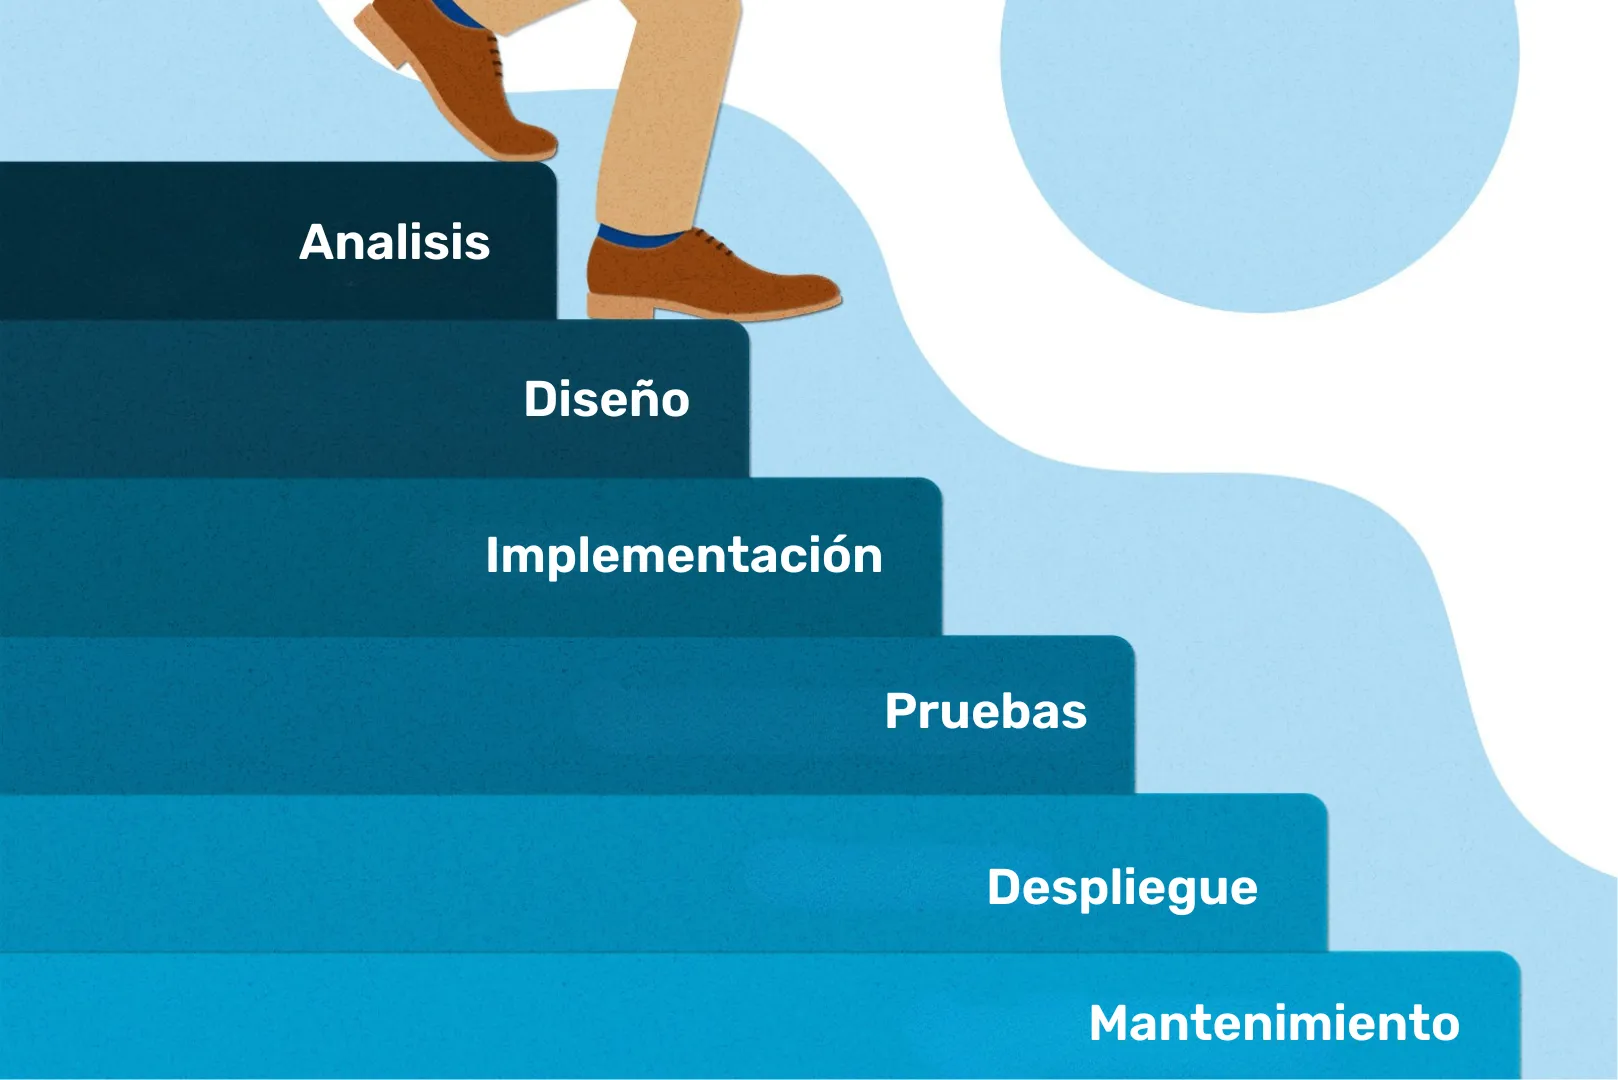 Analisis
Diseño
Implementación
Pruebas
Despliegue
Mantenimiento